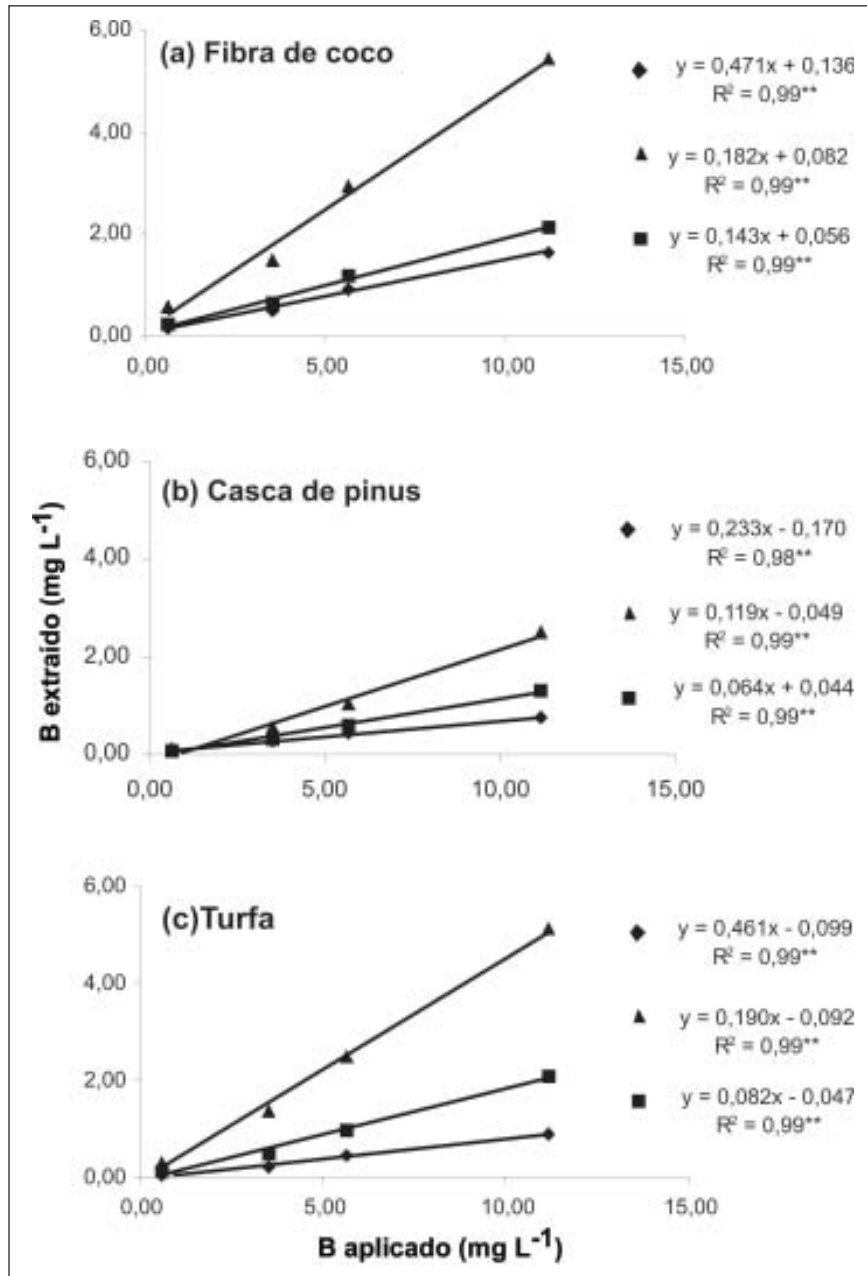 (a) Fibra de coco
6,00
4,00
2,00
0,00
0,00 5,00 10,00 15,00
y = 0,471x + 0,136
R² = 0,99**
y = 0,182x + 0,082
R² = 0,99**
y = 0,143x + 0,056
R² = 0,99**
B extraído (mg L-1)
(b) Casca de pinus
6,00
4,00
2,00
0,00
0,00 5,00 10,00 15,00
y = 0,233x - 0,170
R² = 0,98**
y = 0,119x - 0,049
R² = 0,99**
y = 0,064x + 0,044
R² = 0,99**
(c)Turfa
6,00
4,00
2,00
0,00
0,00 5,00 10,00 15,00
y = 0,461x - 0,099
R² = 0,99**
y = 0,190x - 0,092
R² = 0,99**
y = 0,082x - 0,047
R² = 0,99**
B aplicado (mg L-1)